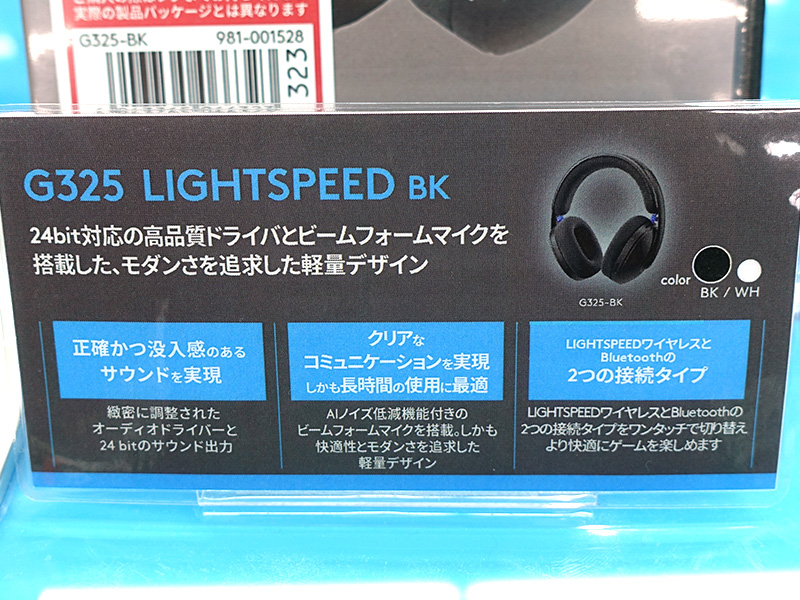 実際の製品パッケージとは異なります
G325-BK 981-001528
323
G325 LIGHTSPEED BK
24bit対応の高品質ドライバとビームフォームマイクを
搭載した、モダンさを追求した軽量デザイン
color
BK / WH
G325-BK
正確かつ没入感のある
サウンドを実現
緻密に調整された
オーディオドライバーと
24 bitのサウンド出力
クリアな
コミュニケーションを実現
しかも長時間の使用に最適
AIノイズ低減機能付きの
ビームフォームマイクを搭載。しかも
快適性とモダンさを追求した
軽量デザイン
LIGHTSPEEDワイヤレスと
Bluetoothの
2つの接続タイプ
LIGHTSPEEDワイヤレスとBluetoothの
2つの接続タイプをワンタッチで切り替え
より快適にゲームを楽しめます